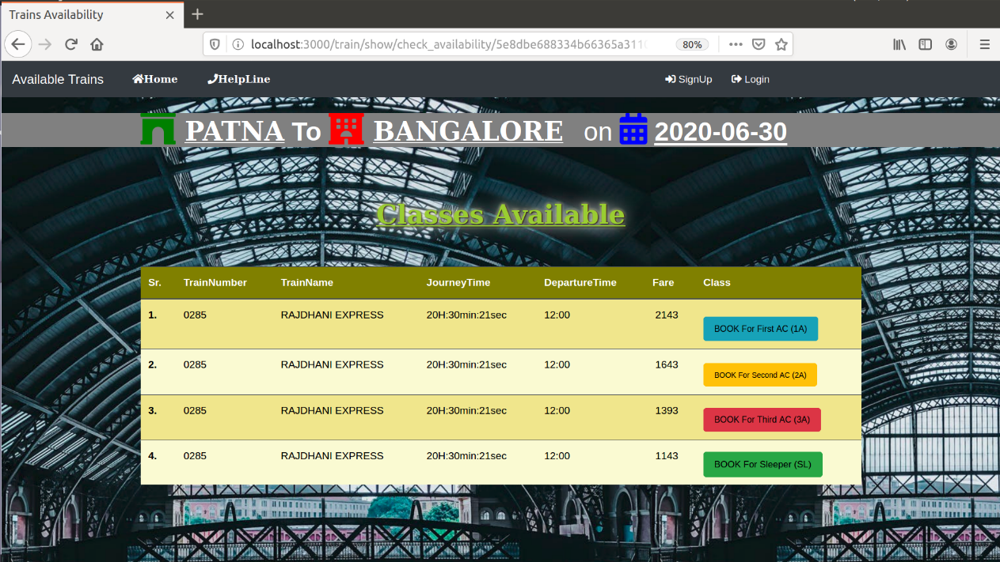 Trains Availability
localhost:3000/train/show/check_availability/5e8dbe688334b66365a311
80%
Available Trains Home HelpLine SignUp Login
PATNA To BANGALORE on 2020-06-30
Classes Available
Sr. TrainNumber TrainName JourneyTime DepartureTime Fare Class
1. 0285 RAJDHANI EXPRESS 20H:30min:21sec 12:00 2143 BOOK For First AC (1A)
2. 0285 RAJDHANI EXPRESS 20H:30min:21sec 12:00 1643 BOOK For Second AC (2A)
3. 0285 RAJDHANI EXPRESS 20H:30min:21sec 12:00 1393 BOOK For Third AC (3A)
4. 0285 RAJDHANI EXPRESS 20H:30min:21sec 12:00 1143 BOOK For Sleeper (SL)